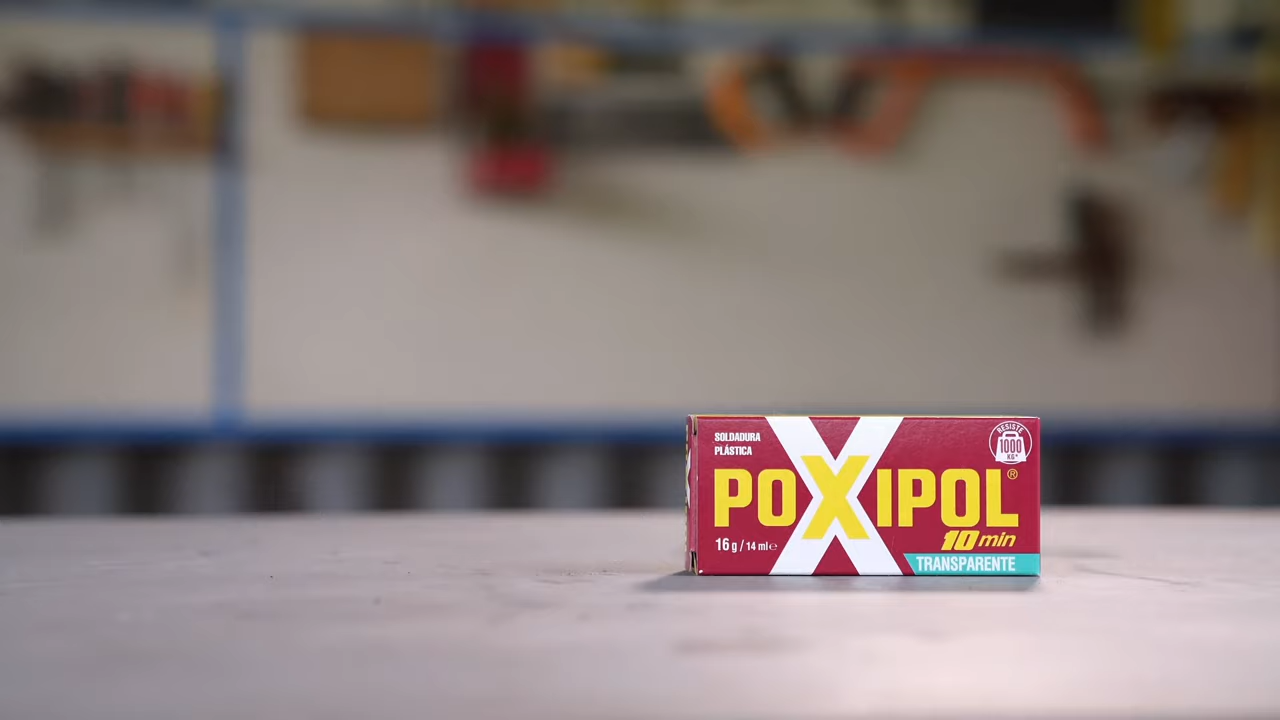 SOLDADURA
PLÁSTICA
RESISTE
1000
KG*
POXIPOL®
10 min
16 g / 14 ml ℮
TRANSPARENTE